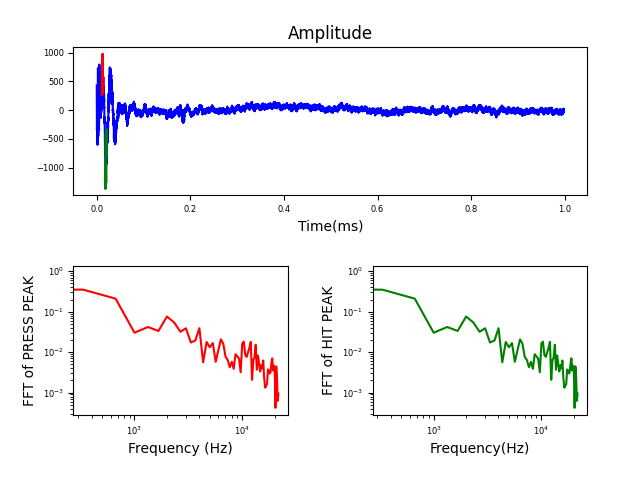 Amplitude
1000
500
0
−500
−1000
0.0 0.2 0.4 0.6 0.8 1.0
Time(ms)
FFT of PRESS PEAK
10⁰
10⁻¹
10⁻²
10⁻³
10³ 10⁴
Frequency (Hz)
FFT of HIT PEAK
10⁰
10⁻¹
10⁻²
10⁻³
10³ 10⁴
Frequency(Hz)